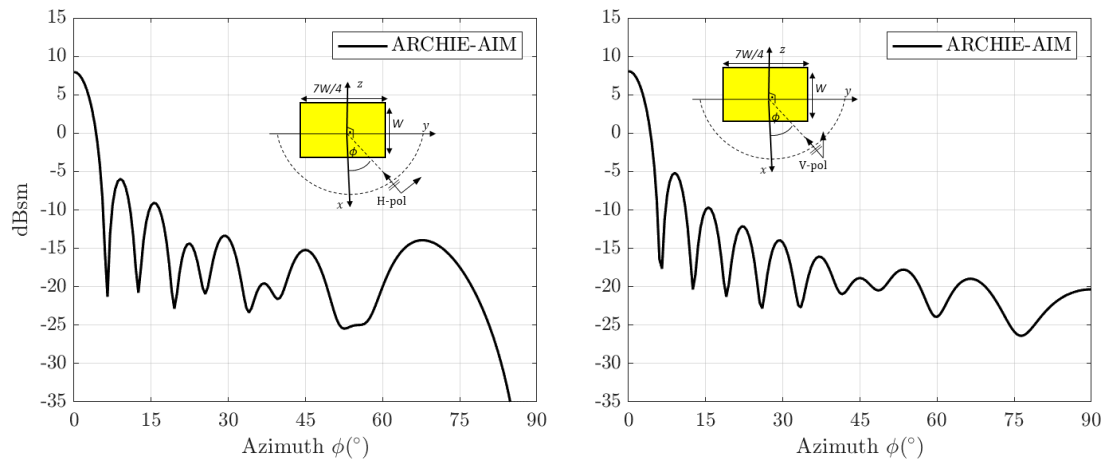 15
10
5
0
-5
-10
-15
-20
-25
-30
-35
dBsm
0
15
30
45
60
75
90
Azimuth ϕ(°)
ARCHIE-AIM
7W/4
z
W
y
ϕ
x
H-pol
15
10
5
0
-5
-10
-15
-20
-25
-30
-35
0
15
30
45
60
75
90
Azimuth ϕ(°)
ARCHIE-AIM
7W/4
z
W
y
ϕ
x
V-pol